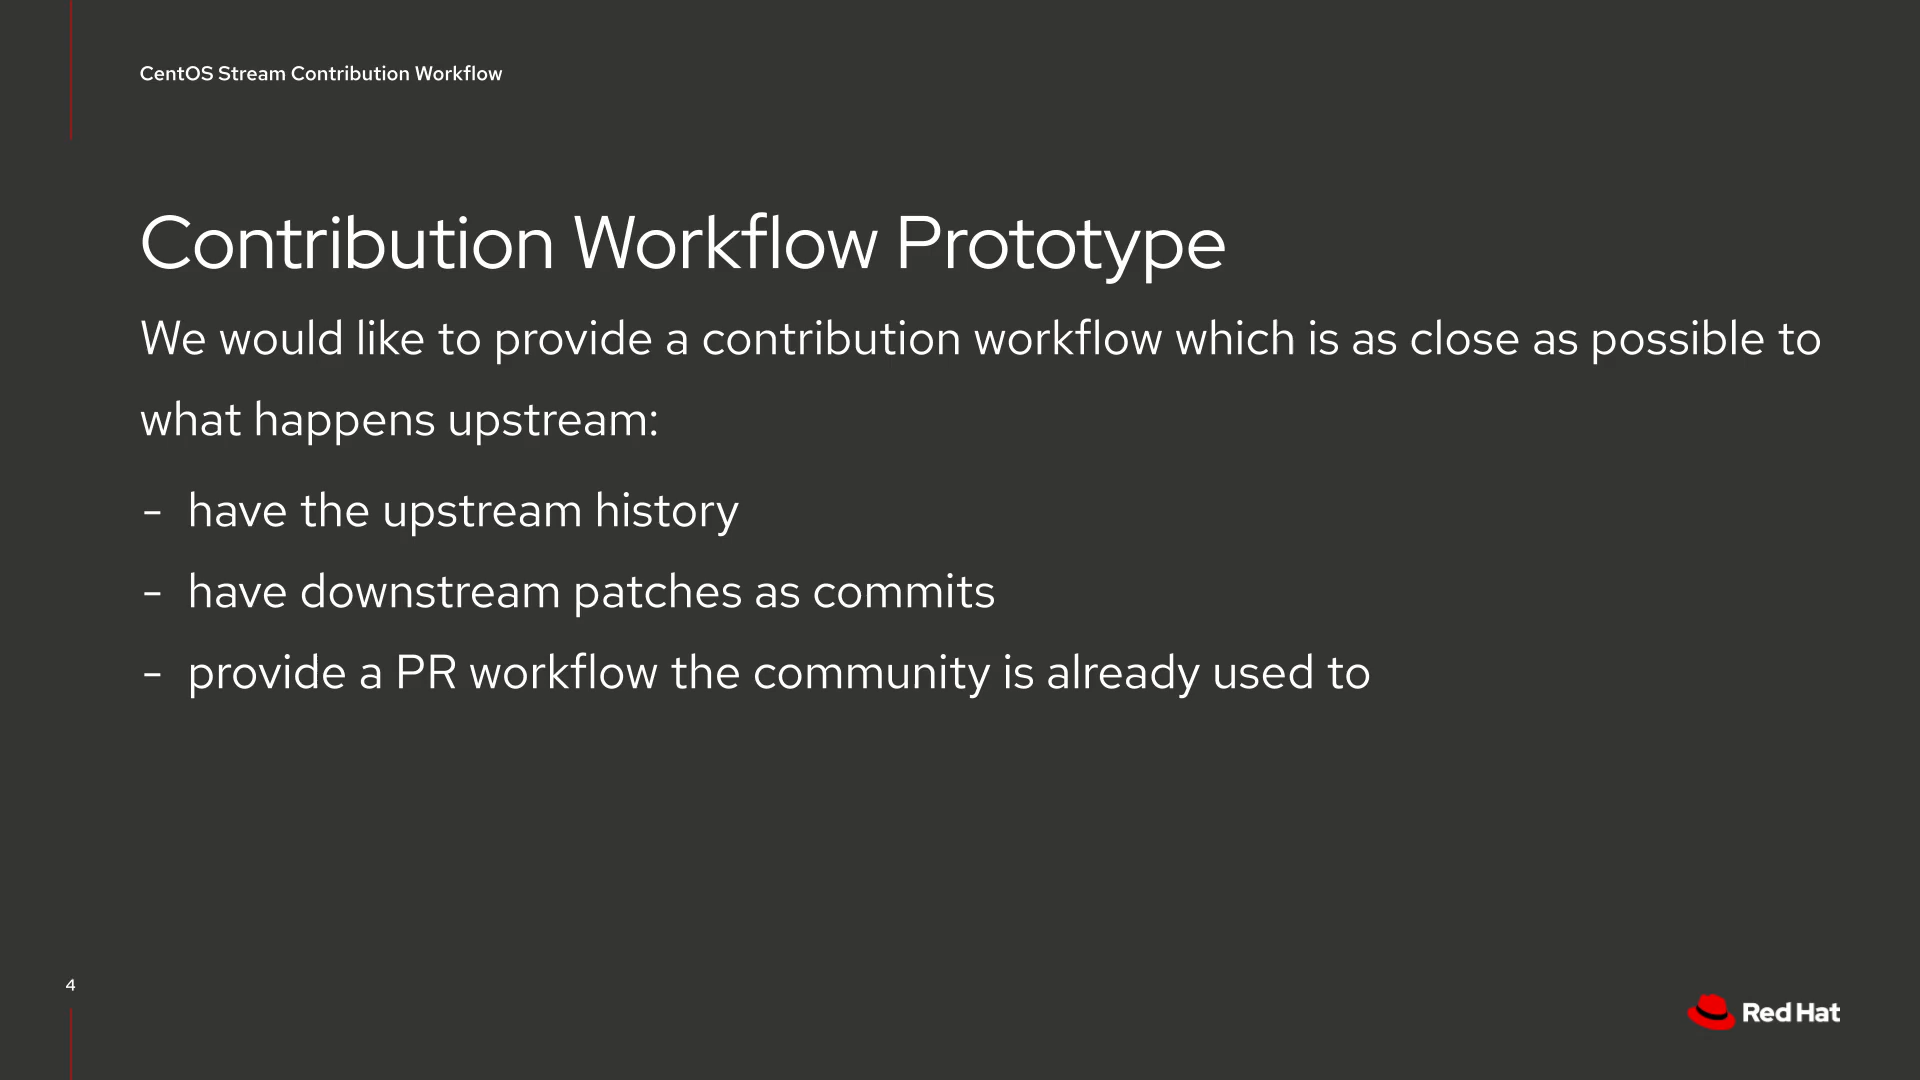 CentOS Stream Contribution Workflow
Contribution Workflow Prototype
We would like to provide a contribution workflow which is as close as possible to
what happens upstream:
- have the upstream history
- have downstream patches as commits
- provide a PR workflow the community is already used to
4
Red Hat